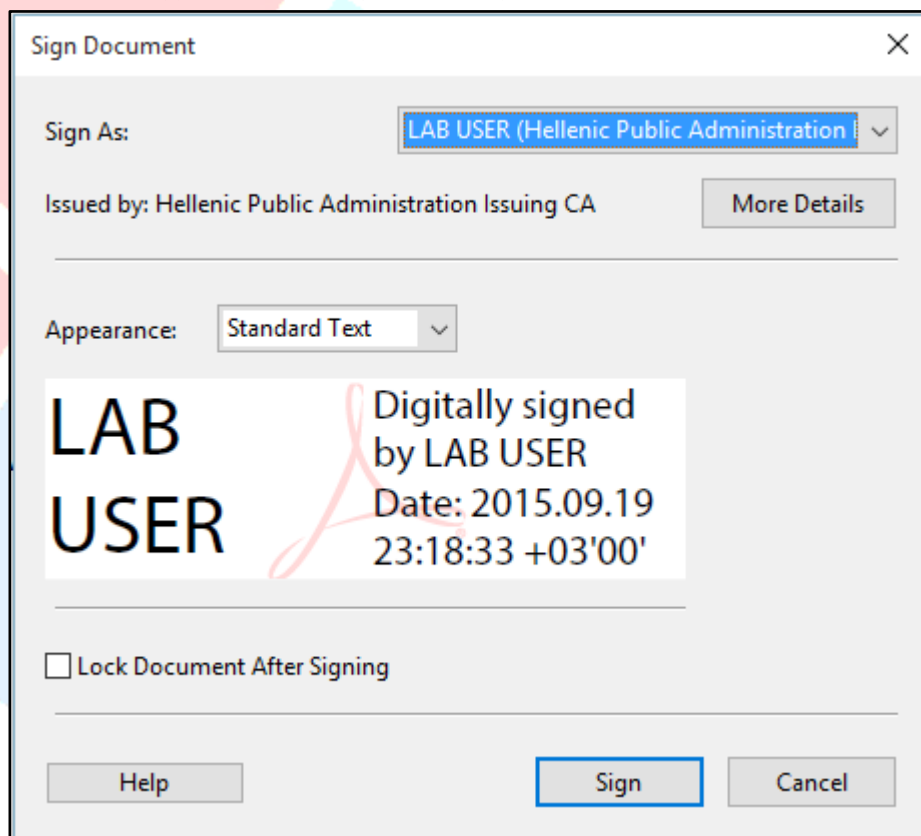 Sign Document
Sign As:
LAB USER (Hellenic Public Administration
Issued by: Hellenic Public Administration Issuing CA
More Details
Appearance:
Standard Text
LAB
USER
Digitally signed
by LAB USER
Date: 2015.09.19
23:18:33 +03'00'
Lock Document After Signing
Help
Sign
Cancel